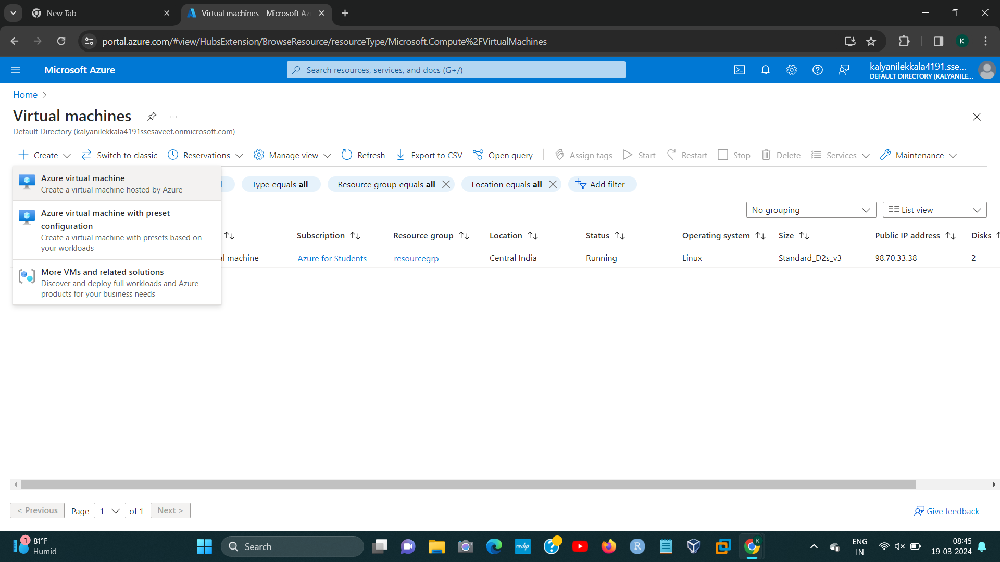 New Tab
Virtual machines - Microsoft Az
portal.azure.com/#view/HubsExtension/BrowseResource/resourceType/Microsoft.Compute%2FVirtualMachines
K
Microsoft Azure
Search resources, services, and docs (G+/)
kalyanilekkala4191.sse...
DEFAULT DIRECTORY (KALYANILE...
Home
Virtual machines
...
Default Directory (kalyanilekkala4191ssesaveet.onmicrosoft.com)
Create
Switch to classic
Reservations
Manage view
Refresh
Export to CSV
Open query
Assign tags
Start
Restart
Stop
Delete
Services
Maintenance
Azure virtual machine
Create a virtual machine hosted by Azure
Azure virtual machine with preset
configuration
Create a virtual machine with presets based on
your workloads
More VMs and related solutions
Discover and deploy full workloads and Azure
products for your business needs
Type equals all
Resource group equals all
Location equals all
Add filter
No grouping
List view
Subscription
Resource group
Location
Status
Operating system
Size
Public IP address
Disks
machine
Azure for Students
resourcegrp
Central India
Running
Linux
Standard_D2s_v3
98.70.33.38
2
< Previous
Page
1
of 1
Next >
Give feedback
1
81°F
Humid
Search
myhp
R
K
ENG
IN
08:45
19-03-2024